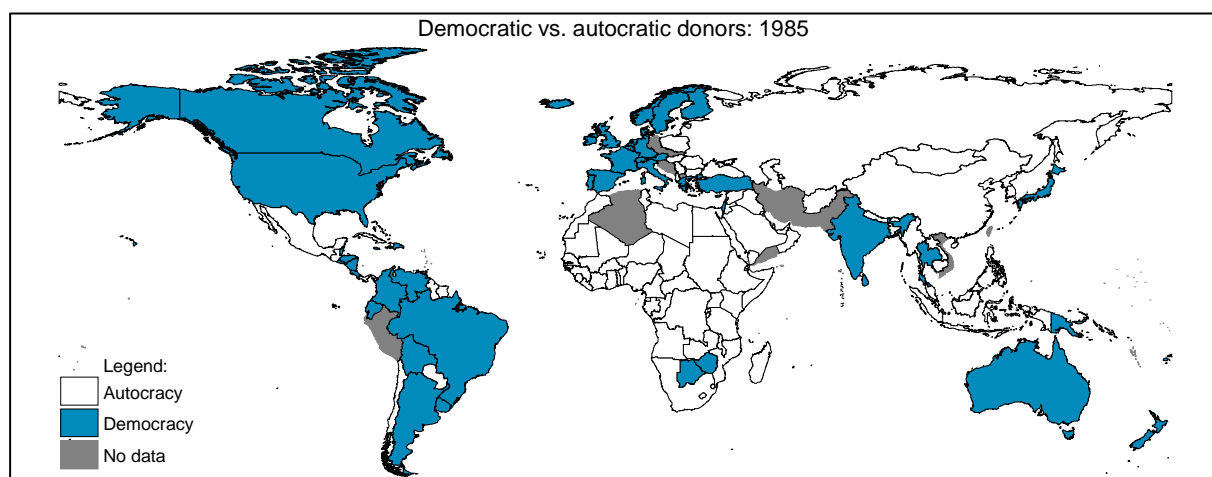 Democratic vs. autocratic donors: 1985
Legend:
Autocracy
Democracy
No data